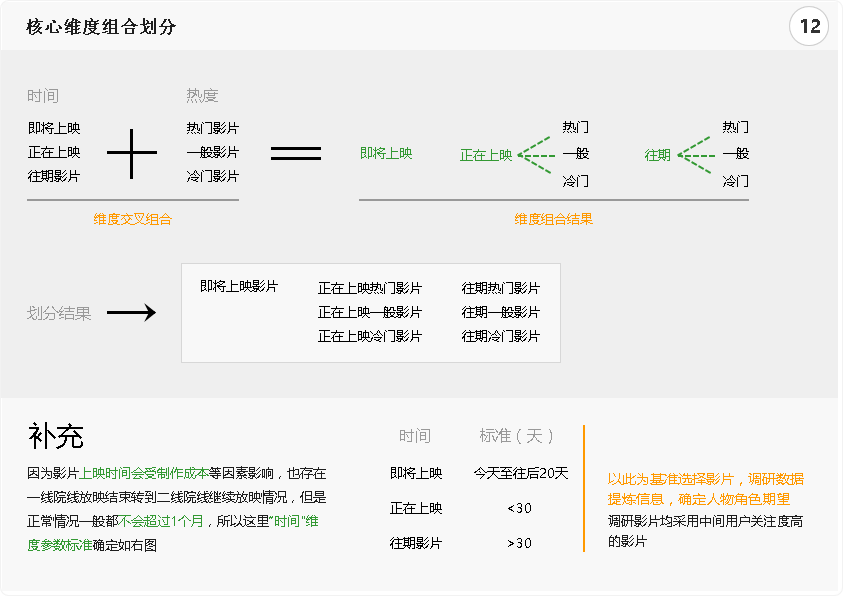 核心维度组合划分
12
时间
热度
即将上映
正在上映
往期影片
热门影片
一般影片
冷门影片
维度交叉组合
即将上映
正在上映
热门
一般
冷门
往期
热门
一般
冷门
维度组合结果
划分结果
即将上映影片
正在上映热门影片
正在上映一般影片
正在上映冷门影片
往期热门影片
往期一般影片
往期冷门影片
补充
因为影片上映时间会受制作成本等因素影响，也存在
一线院线放映结束转到二线院线继续放映情况，但是
正常情况一般都不会超过1个月，所以这里"时间"维
度参数标准确定如右图
时间 标准（天）
即将上映 今天至往后20天
正在上映 <30
往期影片 >30
以此为基准选择影片，调研数据
提炼信息，确定人物角色期望
调研影片均采用中间用户关注度高
的影片